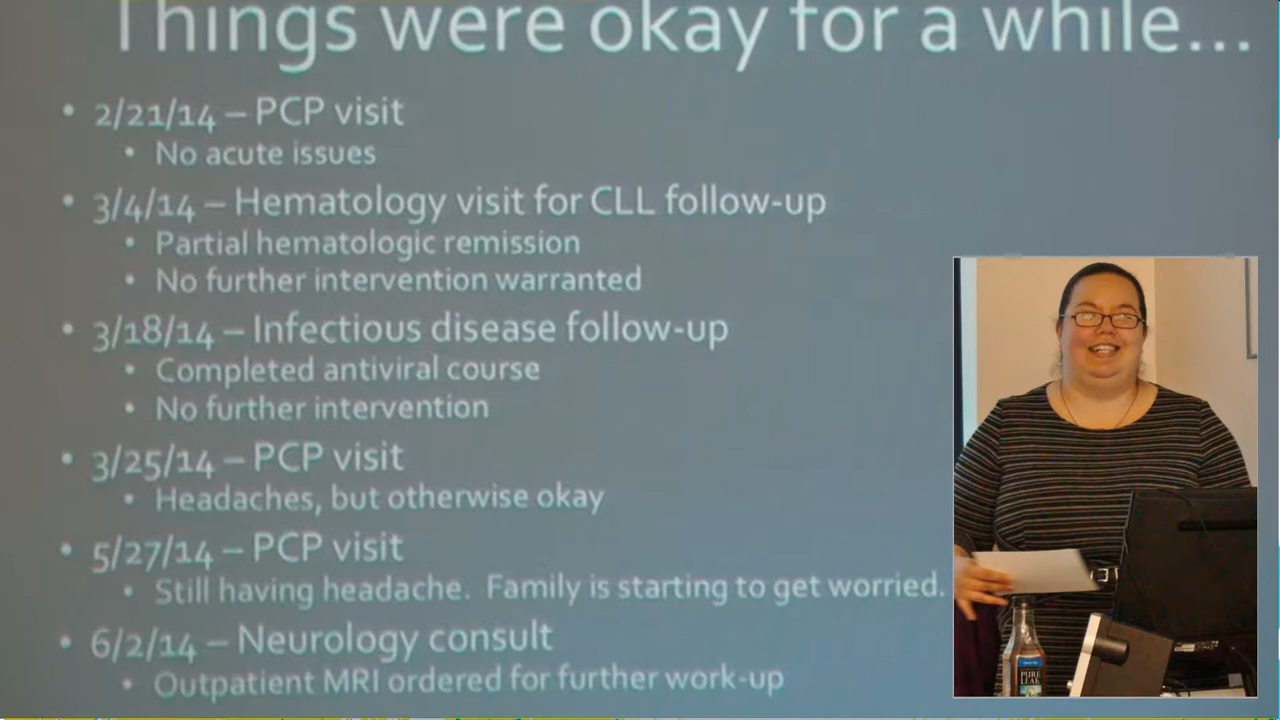 Things were okay for a while...
• 2/21/14 – PCP visit
• No acute issues
• 3/4/14 – Hematology visit for CLL follow-up
• Partial hematologic remission
• No further intervention warranted
• 3/18/14 – Infectious disease follow-up
• Completed antiviral course
• No further intervention
• 3/25/14 – PCP visit
• Headaches, but otherwise okay
• 5/27/14 – PCP visit
• Still having headache.  Family is starting to get worried.
• 6/2/14 – Neurology consult
• Outpatient MRI ordered for further work-up
PURE
LEAF